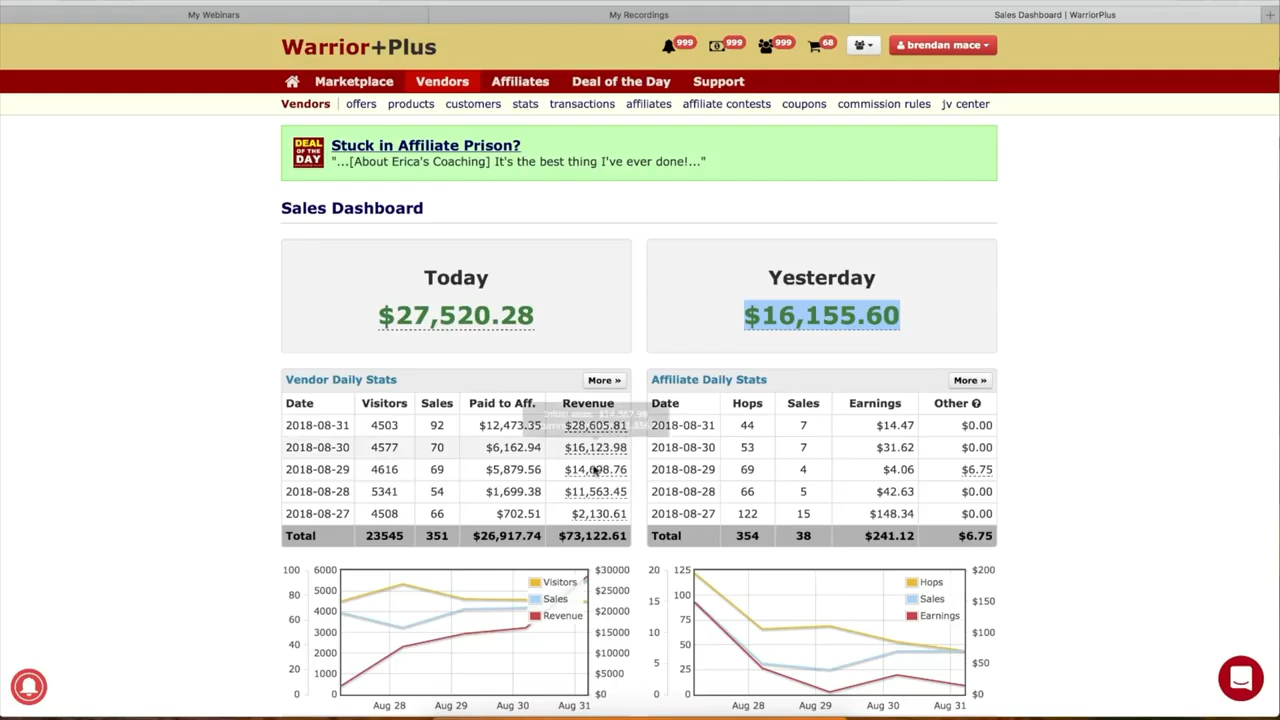 My Webinars
My Recordings
Sales Dashboard | WarriorPlus
Warrior+Plus
999
999
999
68
brendan mace
Marketplace
Vendors
Affiliates
Deal of the Day
Support
Vendors
offers
products
customers
stats
transactions
affiliates
affiliate contests
coupons
commission rules
jv center
DEAL
OF THE
DAY
Stuck in Affiliate Prison?
"...[About Erica's Coaching] It's the best thing I've ever done!..."
Sales Dashboard
Today
$27,520.28
Yesterday
$16,155.60
Vendor Daily Stats
More »
Date Visitors Sales Paid to Aff. Revenue
2018-08-31 4503 92 $12,473.35 $28,605.81
2018-08-30 4577 70 $6,162.94 $16,123.98
2018-08-29 4616 69 $5,879.56
2018-08-28 5341 54 $1,699.38 $11,563.45
2018-08-27 4508 66 $702.51 $2,130.61
Total 23545 351 $26,917.74 $73,122.61
Affiliate Daily Stats
More »
Date Hops Sales Earnings Other
2018-08-31 44 7 $14.47 $0.00
2018-08-30 53 7 $31.62 $0.00
2018-08-29 69 4 $4.06 $6.75
2018-08-28 66 5 $42.63 $0.00
2018-08-27 122 15 $148.34 $0.00
Total 354 38 $241.12 $6.75
100 6000 $30000
5000 $25000
80 4000 $20000
60 3000 $15000
40 2000 $10000
20 1000 $5000
0 0 $0
Visitors
Sales
Revenue
Aug 28 Aug 29 Aug 30 Aug 31
20 125 $200
15 100 $150
75
10 50 $100
5 25 $50
0 0 $0
Hops
Sales
Earnings
Aug 28 Aug 29 Aug 30 Aug 31